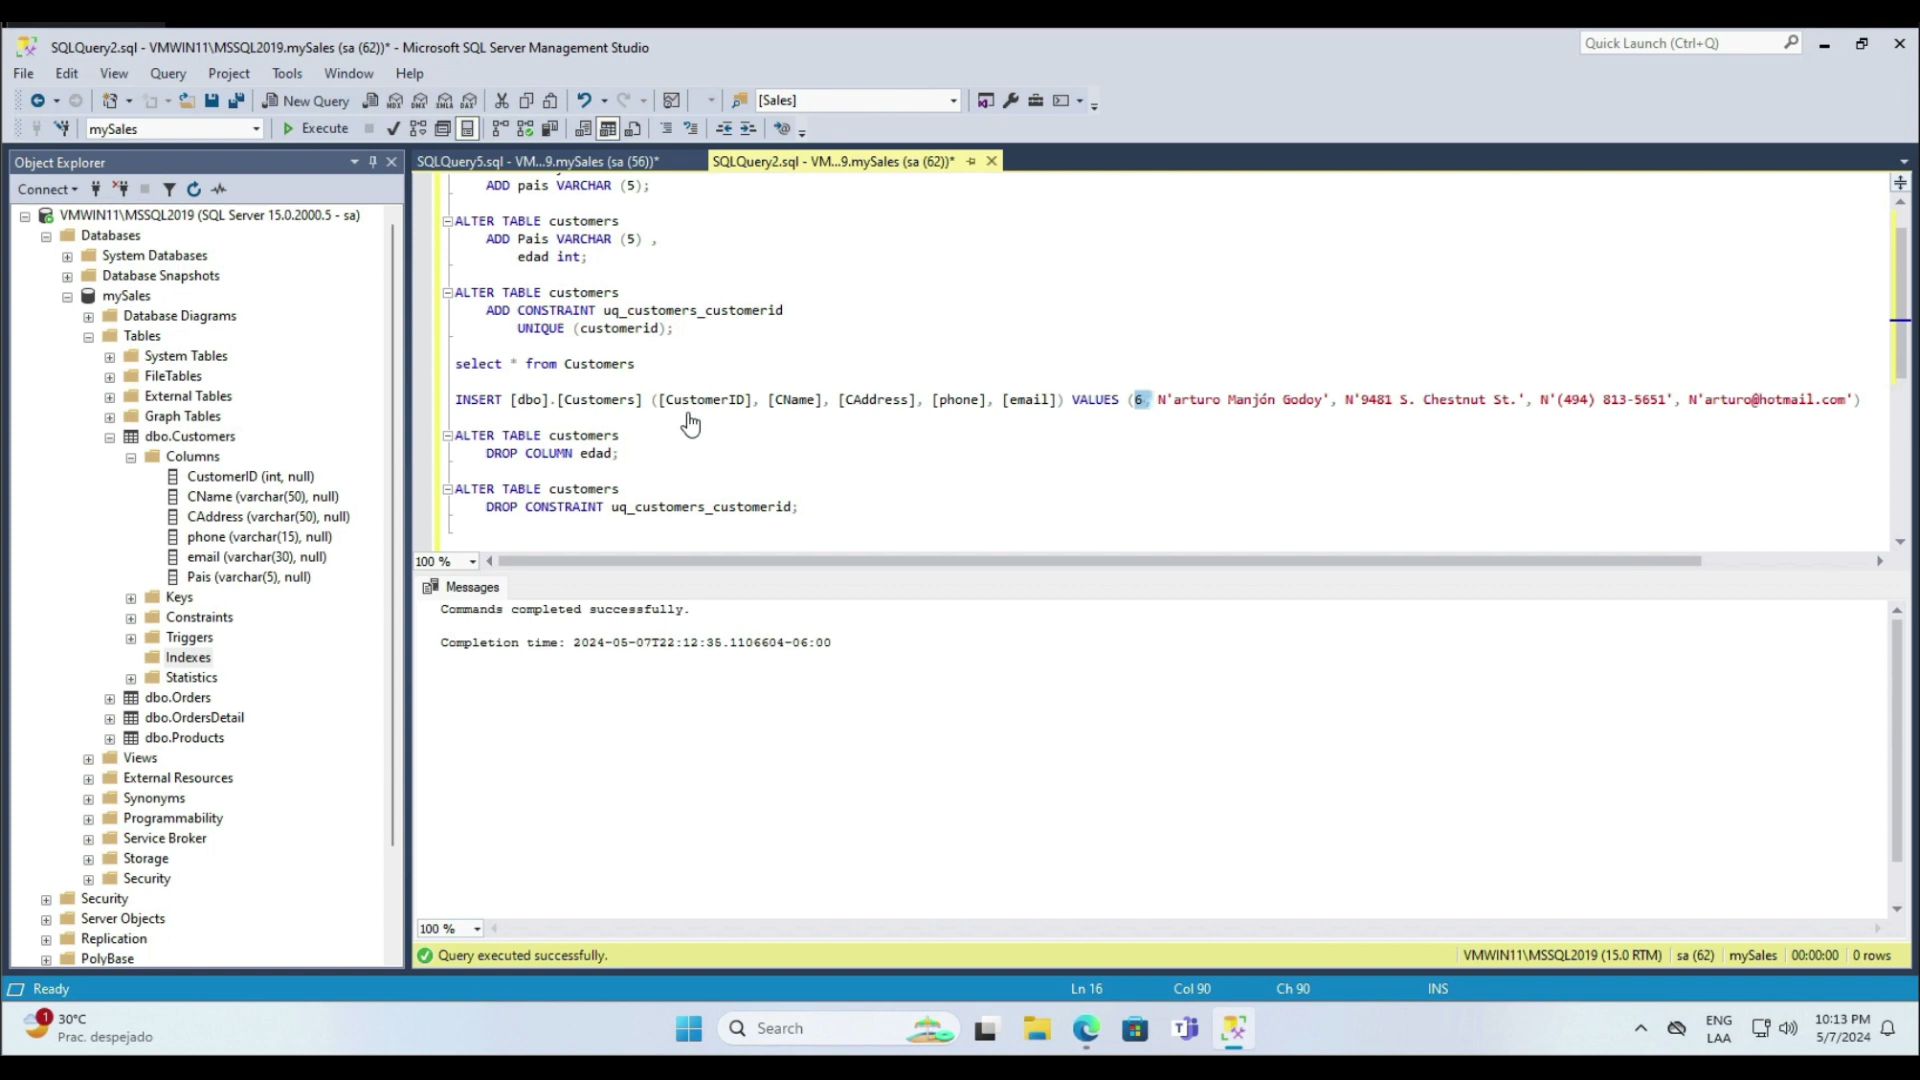 SQLQuery2.sql - VMWIN11\MSSQL2019.mySales (sa (62))* - Microsoft SQL Server Management Studio
Quick Launch (Ctrl+Q)
File Edit View Query Project Tools Window Help
New Query
[Sales]
mySales
Execute
Object Explorer
SQLQuery5.sql - VM...9.mySales (sa (56))*
SQLQuery2.sql - VM...9.mySales (sa (62))*
Connect
VMWIN11\MSSQL2019 (SQL Server 15.0.2000.5 - sa)
Databases
System Databases
Database Snapshots
mySales
Database Diagrams
Tables
System Tables
FileTables
External Tables
Graph Tables
dbo.Customers
Columns
CustomerID (int, null)
CName (varchar(50), null)
CAddress (varchar(50), null)
phone (varchar(15), null)
email (varchar(30), null)
Pais (varchar(5), null)
Keys
Constraints
Triggers
Indexes
Statistics
dbo.Orders
dbo.OrdersDetail
dbo.Products
Views
External Resources
Synonyms
Programmability
Service Broker
Storage
Security
Security
Server Objects
Replication
PolyBase
ADD pais VARCHAR (5);
ALTER TABLE customers
ADD Pais VARCHAR (5) ,
edad int;
ALTER TABLE customers
ADD CONSTRAINT uq_customers_customerid
UNIQUE (customerid);
select * from Customers
INSERT [dbo].[Customers] ([CustomerID], [CName], [CAddress], [phone], [email]) VALUES (6, N'arturo Manjón Godoy', N'9481 S. Chestnut St.', N'(494) 813-5651', N'arturo@hotmail.com')
ALTER TABLE customers
DROP COLUMN edad;
ALTER TABLE customers
DROP CONSTRAINT uq_customers_customerid;
100 %
Messages
Commands completed successfully.
Completion time: 2024-05-07T22:12:35.1106604-06:00
100 %
Query executed successfully.
VMWIN11\MSSQL2019 (15.0 RTM) sa (62) mySales 00:00:00 0 rows
Ready
Ln 16 Col 90 Ch 90 INS
1
30°C
Prac. despejado
Search
ENG
LAA
10:13 PM
5/7/2024